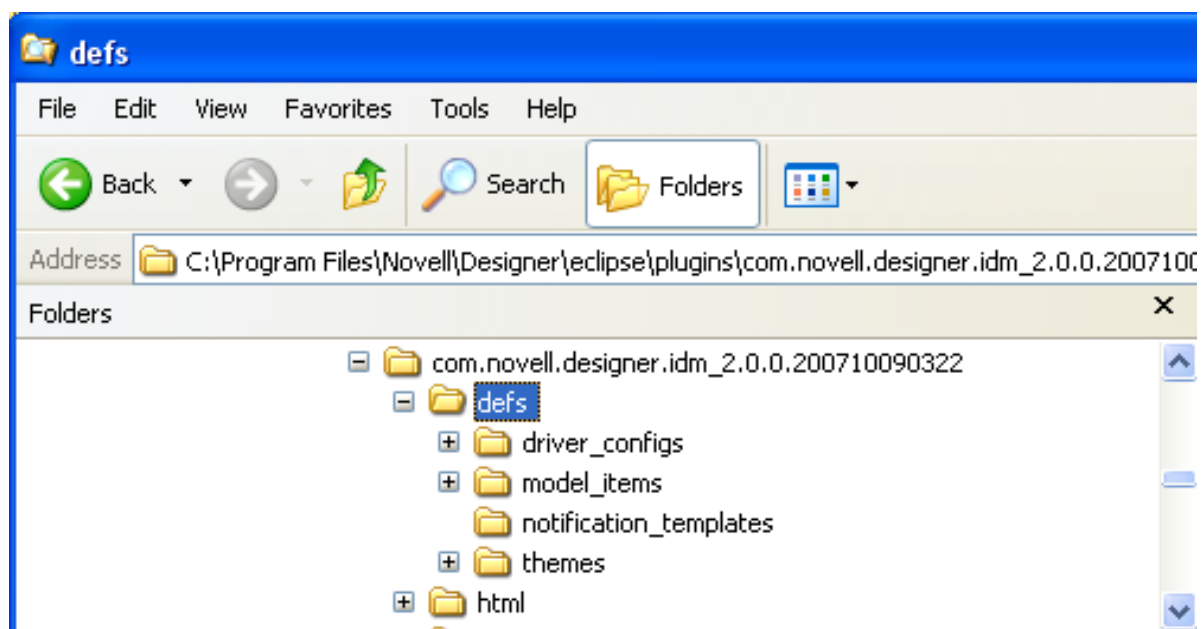 defs
File Edit View Favorites Tools Help
Back Search Folders
Address C:\Program Files\Novell\Designer\eclipse\plugins\com.novell.designer.idm_2.0.0.2007100
Folders
com.novell.designer.idm_2.0.0.200710090322
defs
driver_configs
model_items
notification_templates
themes
html